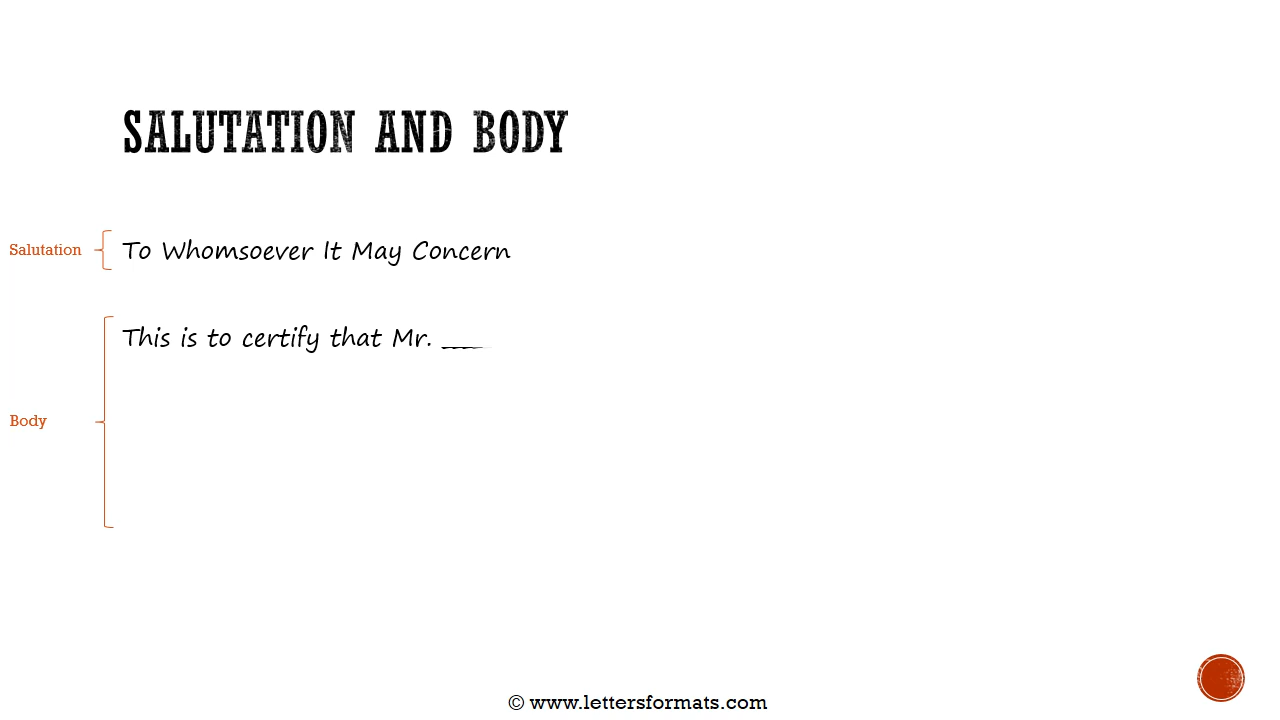 SALUTATION AND BODY
Salutation
To Whomsoever It May Concern
This is to certify that Mr. ____
Body
© www.lettersformats.com